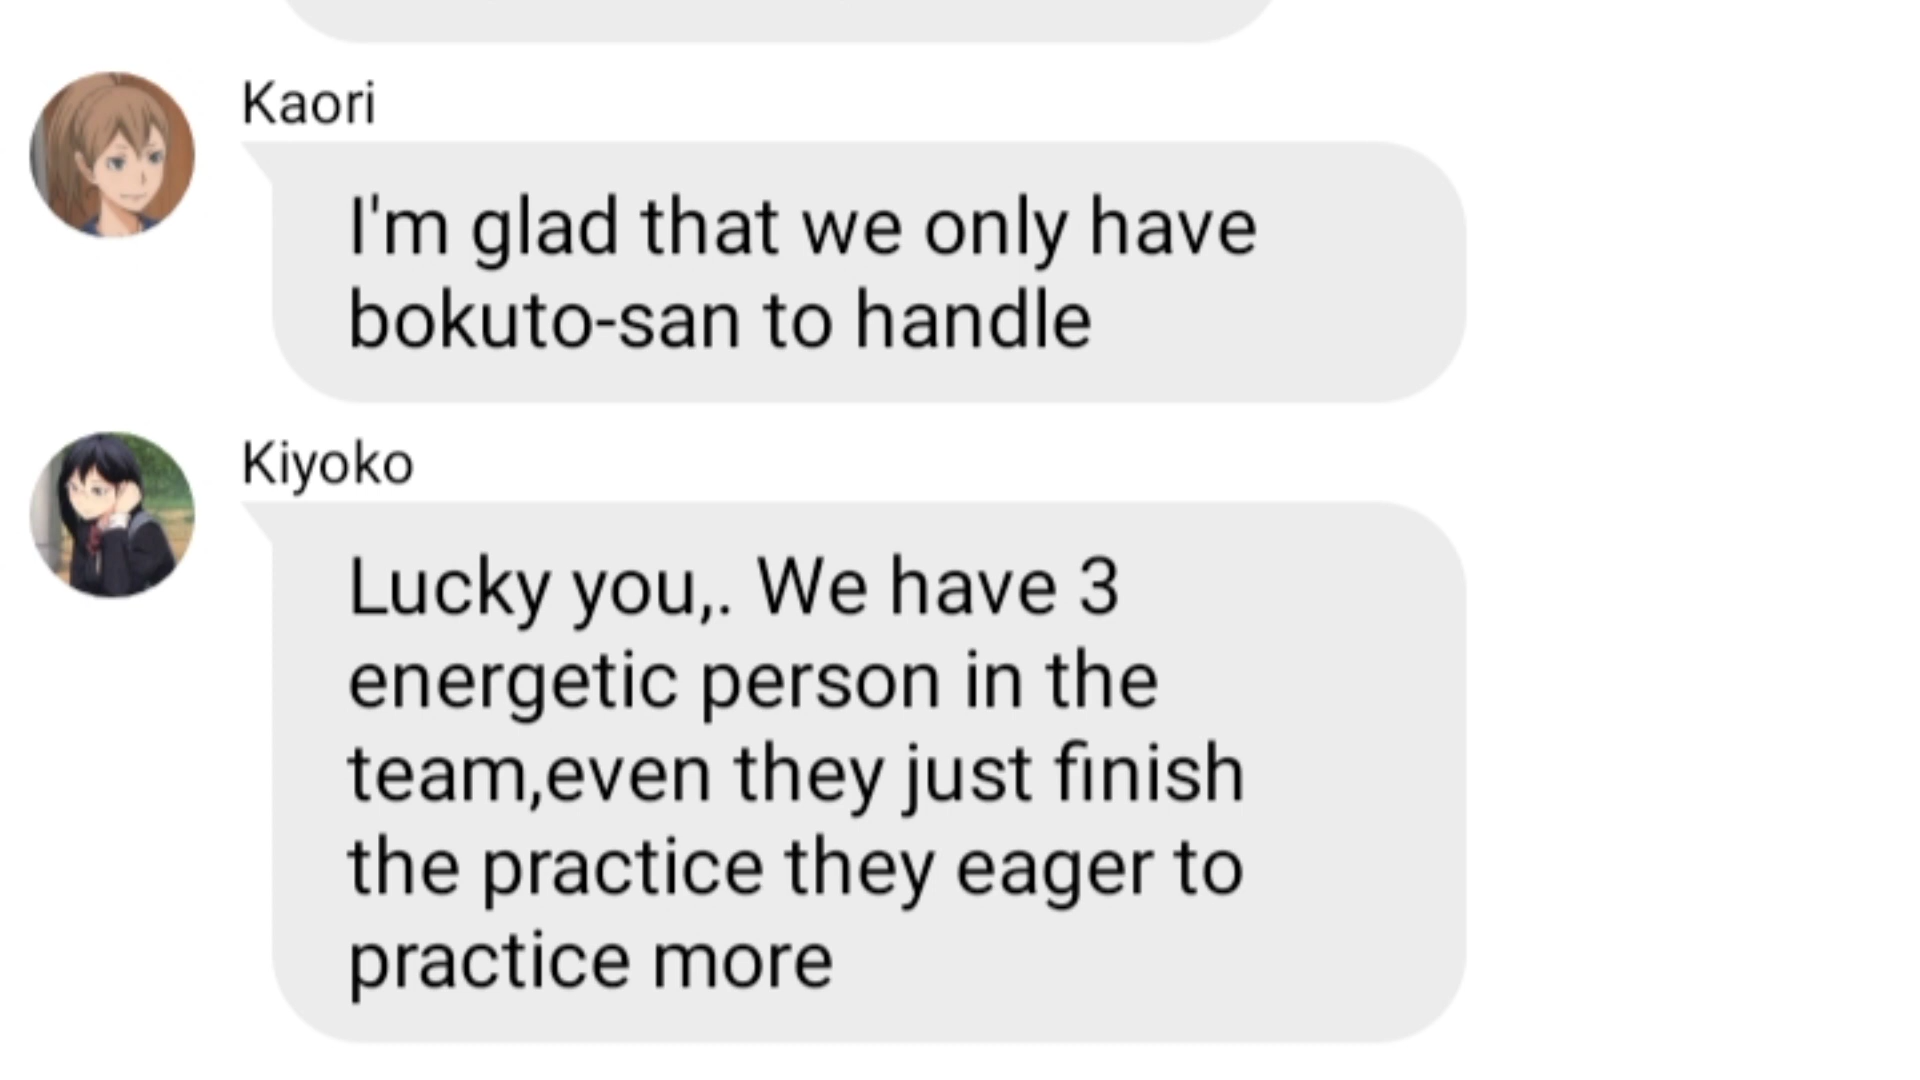 Kaori
I'm glad that we only have
bokuto-san to handle
Kiyoko
Lucky you,. We have 3
energetic person in the
team,even they just finish
the practice they eager to
practice more